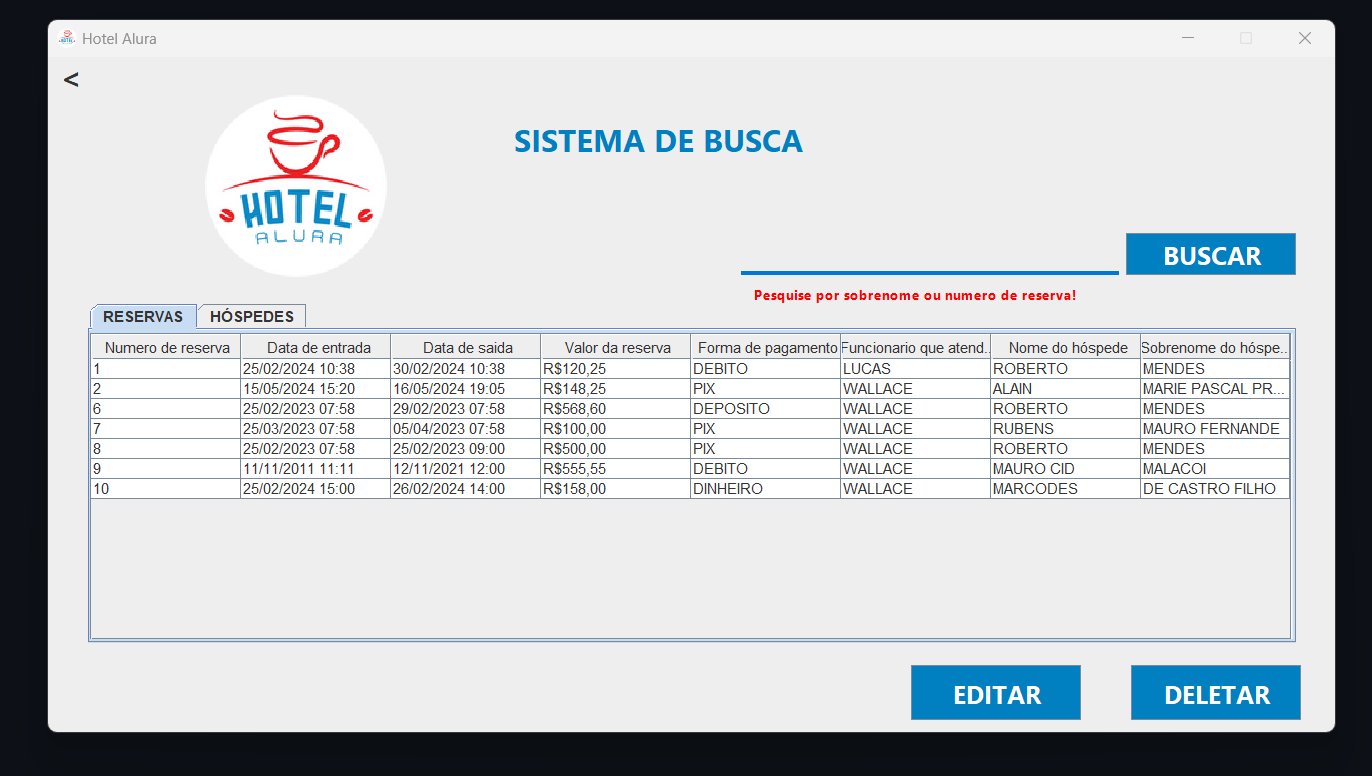 Hotel Alura
<
SISTEMA DE BUSCA
HOTEL
ALURA
BUSCAR
Pesquise por sobrenome ou numero de reserva!
RESERVAS HÓSPEDES
Numero de reserva Data de entrada Data de saida Valor da reserva Forma de pagamento Funcionario que atend... Nome do hóspede Sobrenome do hóspe...
1 25/02/2024 10:38 30/02/2024 10:38 R$120,25 DEBITO LUCAS ROBERTO MENDES
2 15/05/2024 15:20 16/05/2024 19:05 R$148,25 PIX WALLACE ALAIN MARIE PASCAL PR...
6 25/02/2023 07:58 29/02/2023 07:58 R$568,60 DEPOSITO WALLACE ROBERTO MENDES
7 25/03/2023 07:58 05/04/2023 07:58 R$100,00 PIX WALLACE RUBENS MAURO FERNANDE
8 25/02/2023 07:58 25/02/2023 09:00 R$500,00 PIX WALLACE ROBERTO MENDES
9 11/11/2011 11:11 12/11/2021 12:00 R$555,55 DEBITO WALLACE MAURO CID MALACOI
10 25/02/2024 15:00 26/02/2024 14:00 R$158,00 DINHEIRO WALLACE MARCODES DE CASTRO FILHO
EDITAR DELETAR